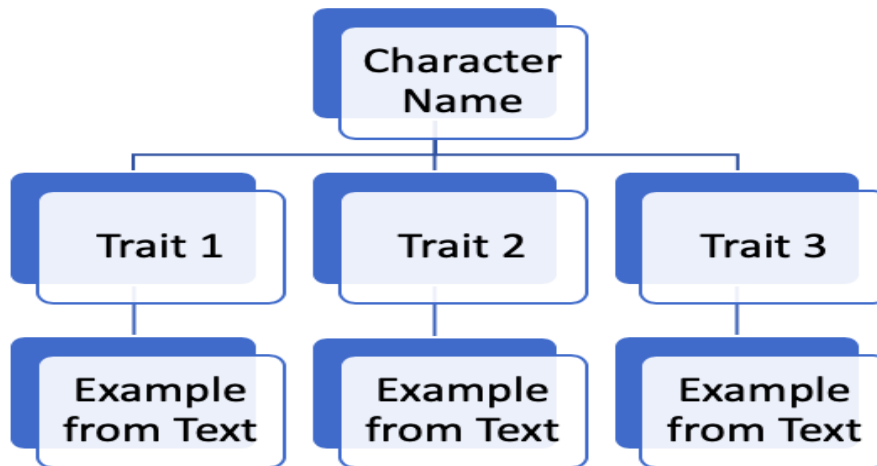 Character
Name
Trait 1
Trait 2
Trait 3
Example
from Text
Example
from Text
Example
from Text